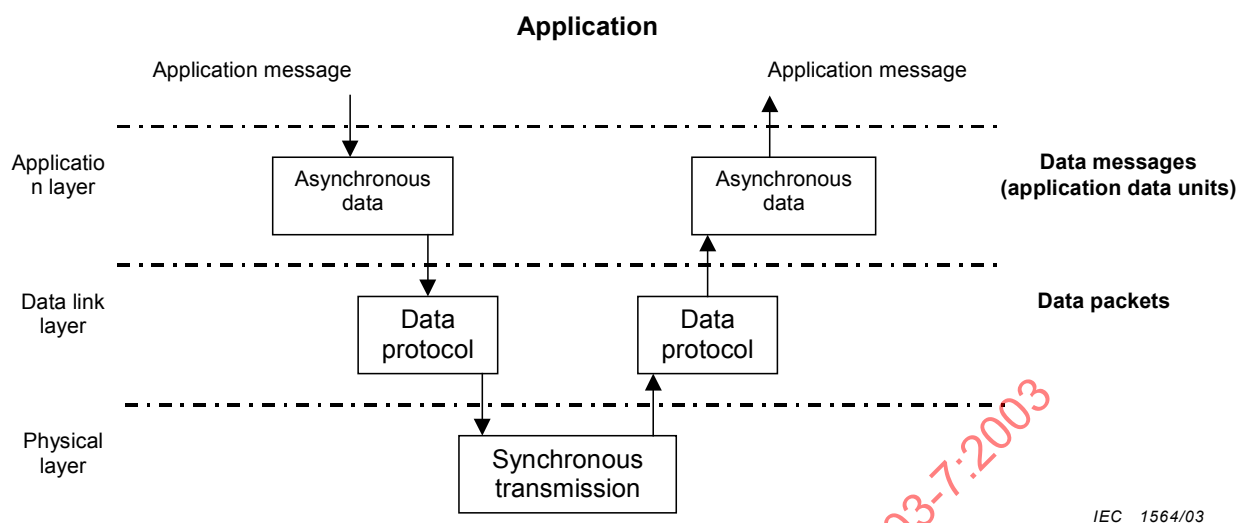 Application
Application message
Application message
Applicatio
n layer
Asynchronous
data
Asynchronous
data
Data messages
(application data units)
Data link
layer
Data
protocol
Data
protocol
Data packets
Physical
layer
Synchronous
transmission
03-7:2003
IEC 1564/03